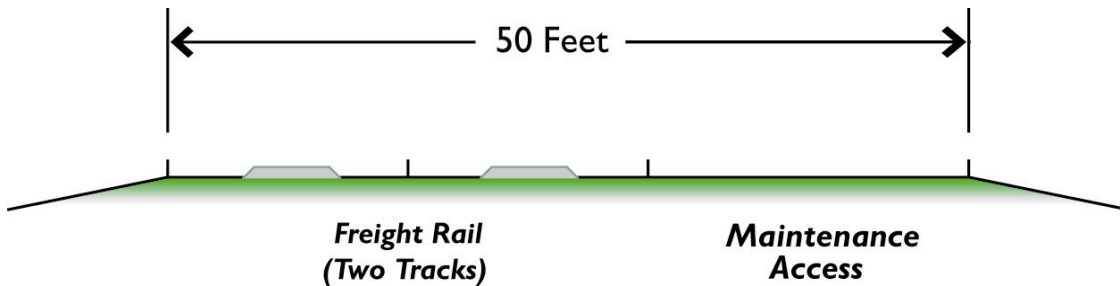 50 Feet
Freight Rail
(Two Tracks)
Maintenance
Access